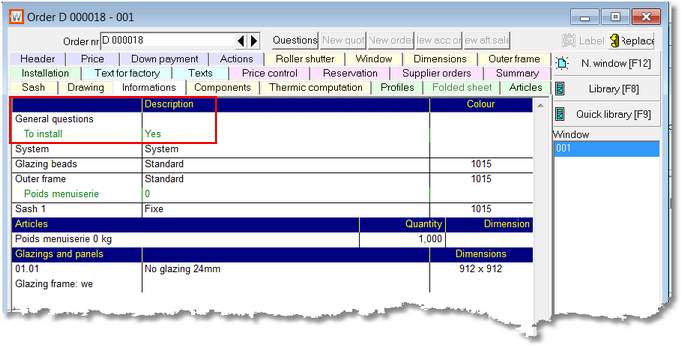 Order D 000018 - 001
Order nr D 000018 Questions New quot New order lew acc or ew aft.sale Label Replace
Header Price Down payment Actions Roller shutter Window Dimensions Outer frame N. window [F12]
Installation Text for factory Texts Price control Reservation Supplier orders Summary
Sash Drawing Informations Components Thermic computation Profiles Folded sheet Articles Library [F8]
Description Colour Quick library [F9]
General questions
To install Yes Window
System System 001
Glazing beads Standard 1015
Outer frame Standard 1015
Poids menuiserie 0
Sash 1 Fixe 1015
Articles Quantity Dimension
Poids menuiserie 0 kg 1,000
Glazings and panels Dimensions
01.01 No glazing 24mm 912 x 912
Glazing frame: we